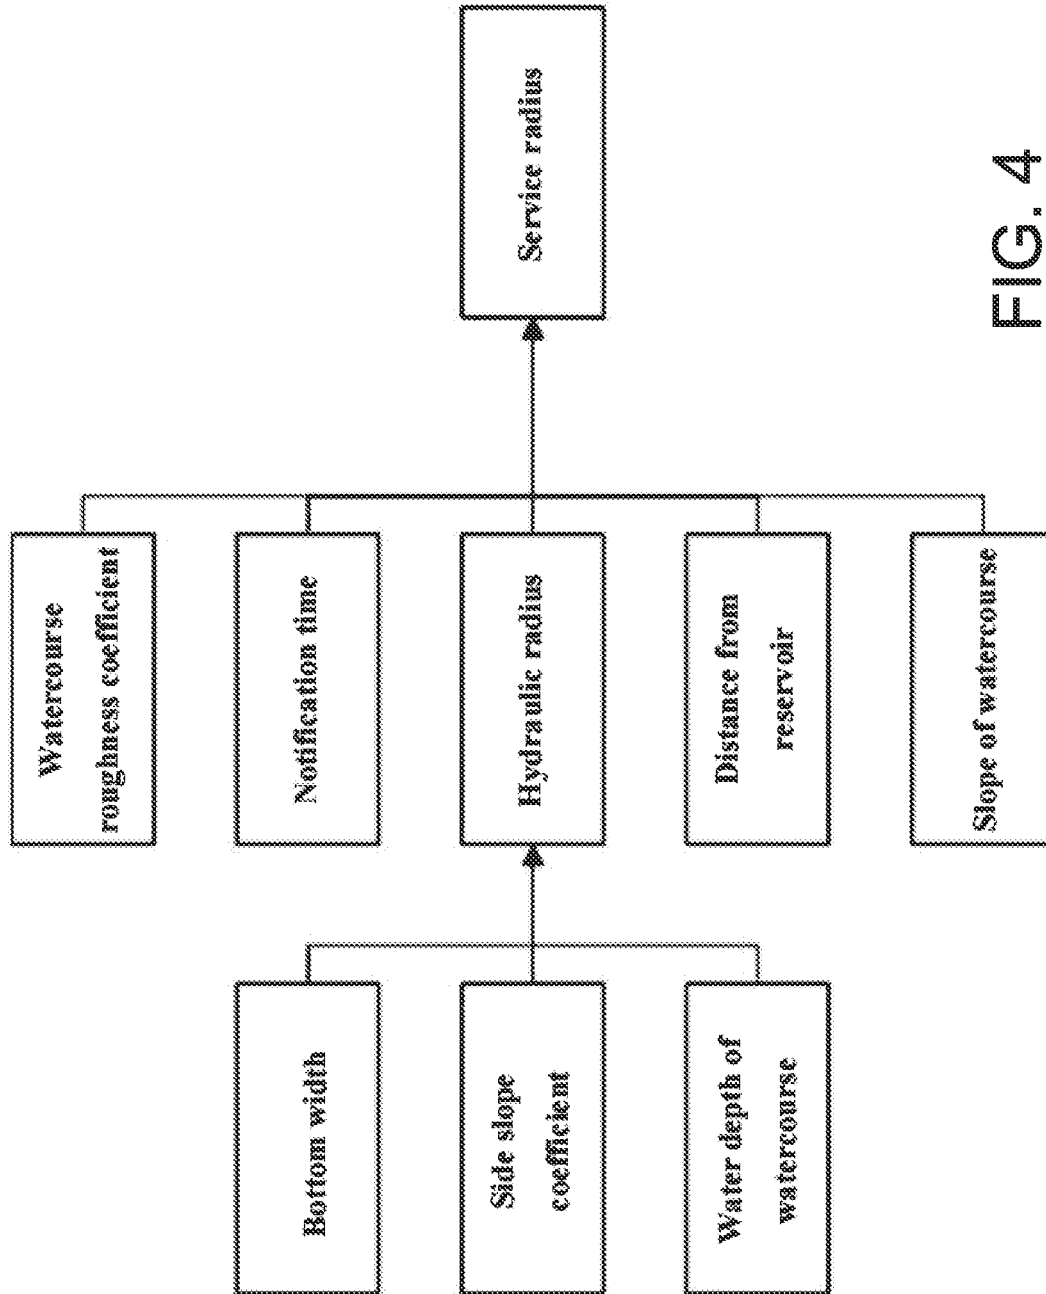 Bottom width
Side slope
coefficient
Water depth of
watercourse
Watercourse
roughness coefficient
Notification time
Hydraulic radius
Distance from
reservoir
Slope of watercourse
Service radius
FIG. 4